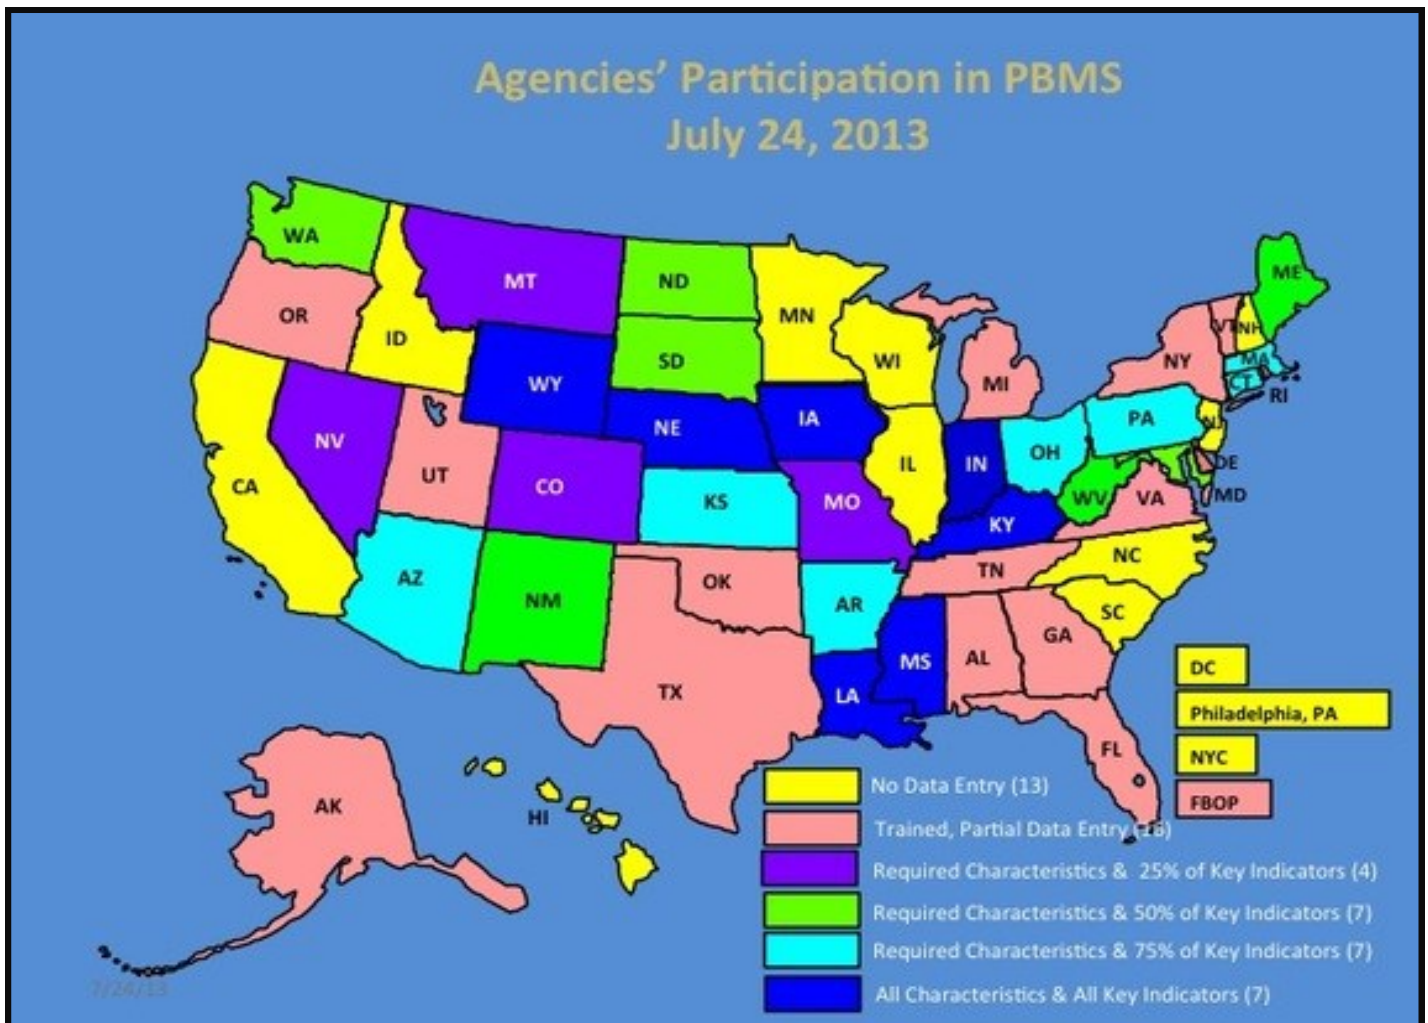 Agencies' Participation in PBMS
July 24, 2013
WA
MT
ND
ME
OR
ID
MN
VT
NH
SD
WI
NY
MA
WY
MI
CT
RI
NE
IA
PA
NV
IL
IN
OH
NJ
CA
UT
CO
KS
MO
WV
DE
VA
MD
KY
AZ
NM
OK
AR
TN
NC
SC
GA
TX
MS
AL
LA
DC
Philadelphia, PA
FL
NYC
FBOP
AK
HI
No Data Entry (13)
Trained, Partial Data Entry
Required Characteristics & 25% of Key Indicators (4)
Required Characteristics & 50% of Key Indicators (7)
Required Characteristics & 75% of Key Indicators (7)
All Characteristics & All Key Indicators (7)
7/24/13